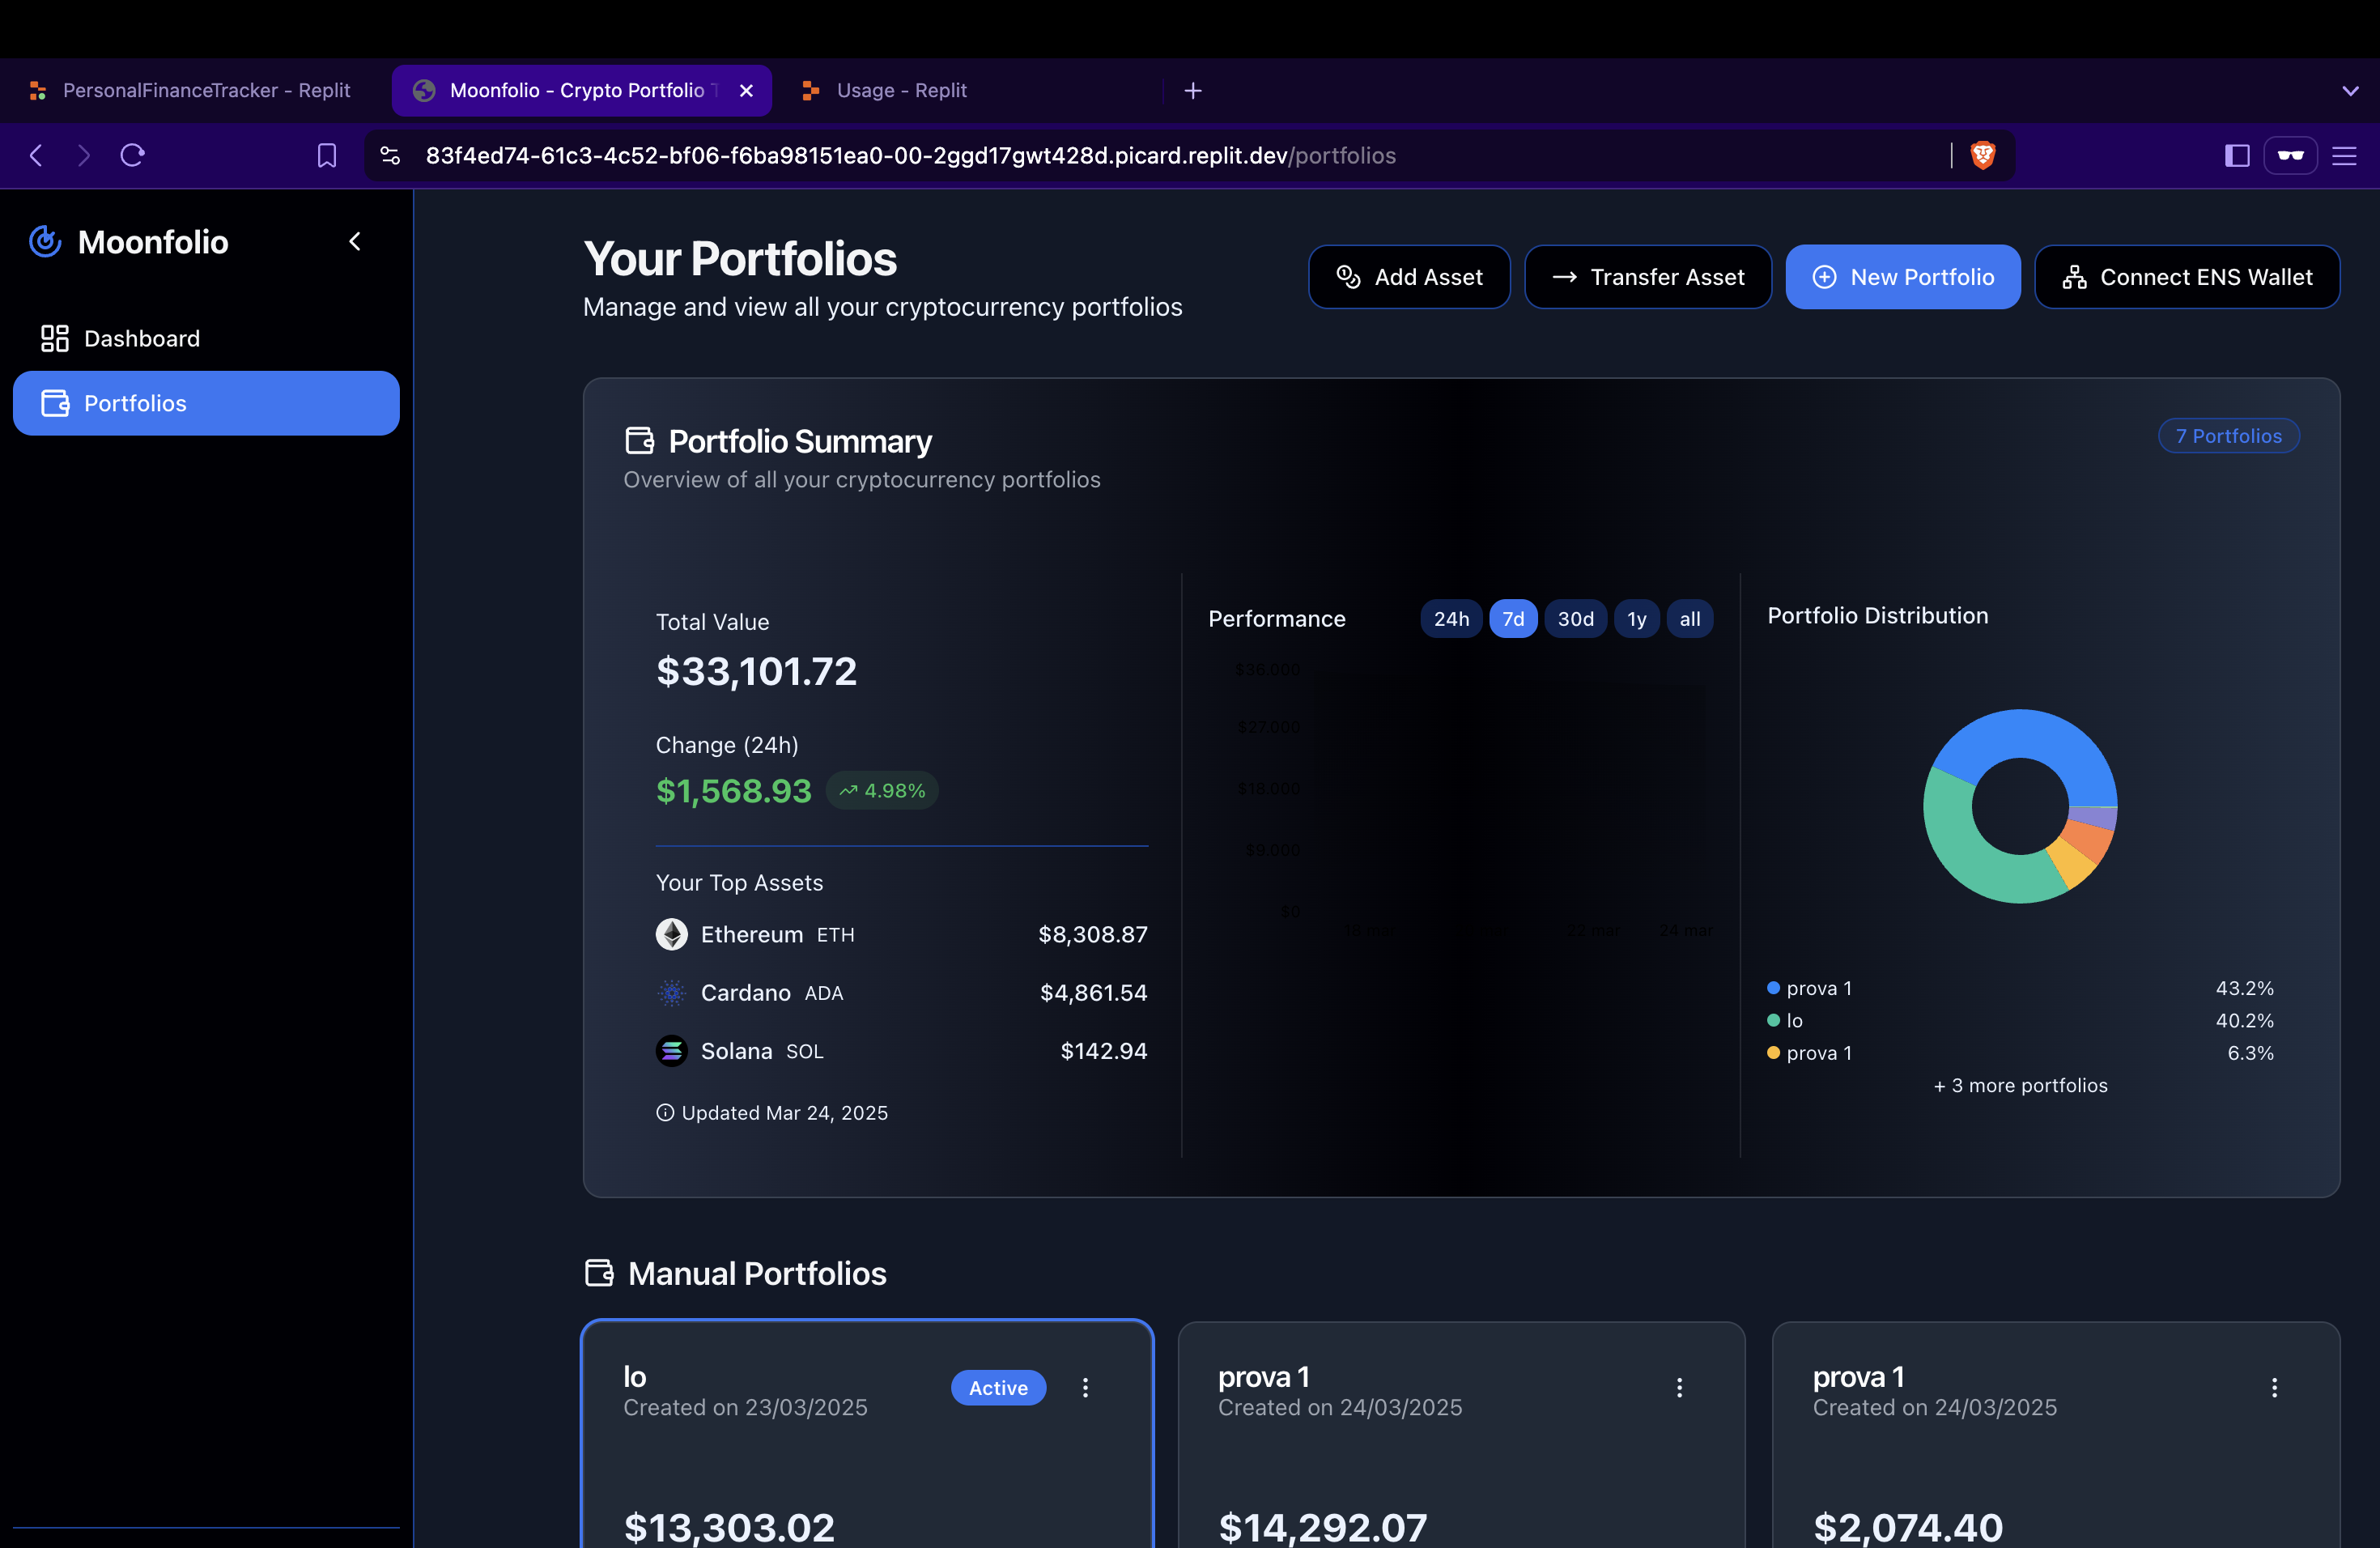 PersonalFinanceTracker - Replit
Moonfolio - Crypto Portfolio T
Usage - Replit
83f4ed74-61c3-4c52-bf06-f6ba98151ea0-00-2ggd17gwt428d.picard.replit.dev/portfolios
Moonfolio
Dashboard
Portfolios
Your Portfolios
Manage and view all your cryptocurrency portfolios
Add Asset
Transfer Asset
New Portfolio
Connect ENS Wallet
Portfolio Summary
Overview of all your cryptocurrency portfolios
7 Portfolios
Total Value
$33,101.72
Change (24h)
$1,568.93 4.98%
Your Top Assets
Ethereum ETH $8,308.87
Cardano ADA $4,861.54
Solana SOL $142.94
Updated Mar 24, 2025
Performance
24h 7d 30d 1y all
$36.000
$27.000
$18.000
$9.000
$0
18 mar 22 mar 24 mar
Portfolio Distribution
prova 1 43.2%
lo 40.2%
prova 1 6.3%
+ 3 more portfolios
Manual Portfolios
lo
Created on 23/03/2025
Active
$13,303.02
prova 1
Created on 24/03/2025
$14,292.07
prova 1
Created on 24/03/2025
$2,074.40